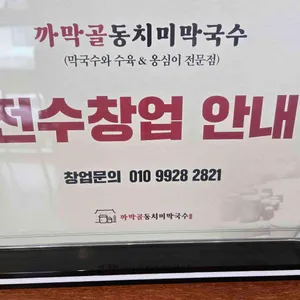 까막골동치미막국수
(막국수와 수육 & 옹심이 전문점)
전수창업 안내
창업문의 010 9928 2821
까막골동치미막국수